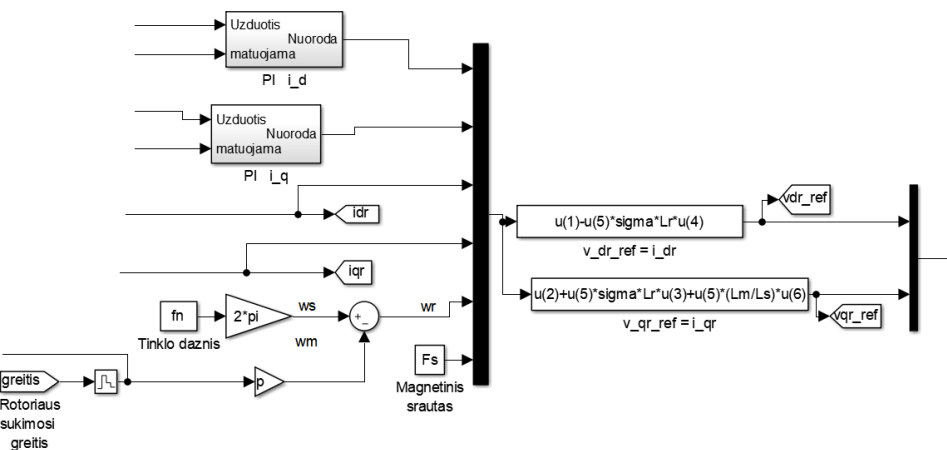 Uzduotis
Nuoroda
matuojama
PI i_d
Uzduotis
Nuoroda
matuojama
PI i_q
idr
iqr
fn
2*pi
ws
wm
+
−
wr
Tinklo daznis
Fs
Magnetinis
srautas
greitis
p
Rotoriaus
sukimosi
greitis
u(1)-u(5)*sigma*Lr*u(4)
v_dr_ref = i_dr
vdr_ref
u(2)+u(5)*sigma*Lr*u(3)+u(5)*(Lm/Ls)*u(6)
v_qr_ref = i_qr
vqr_ref